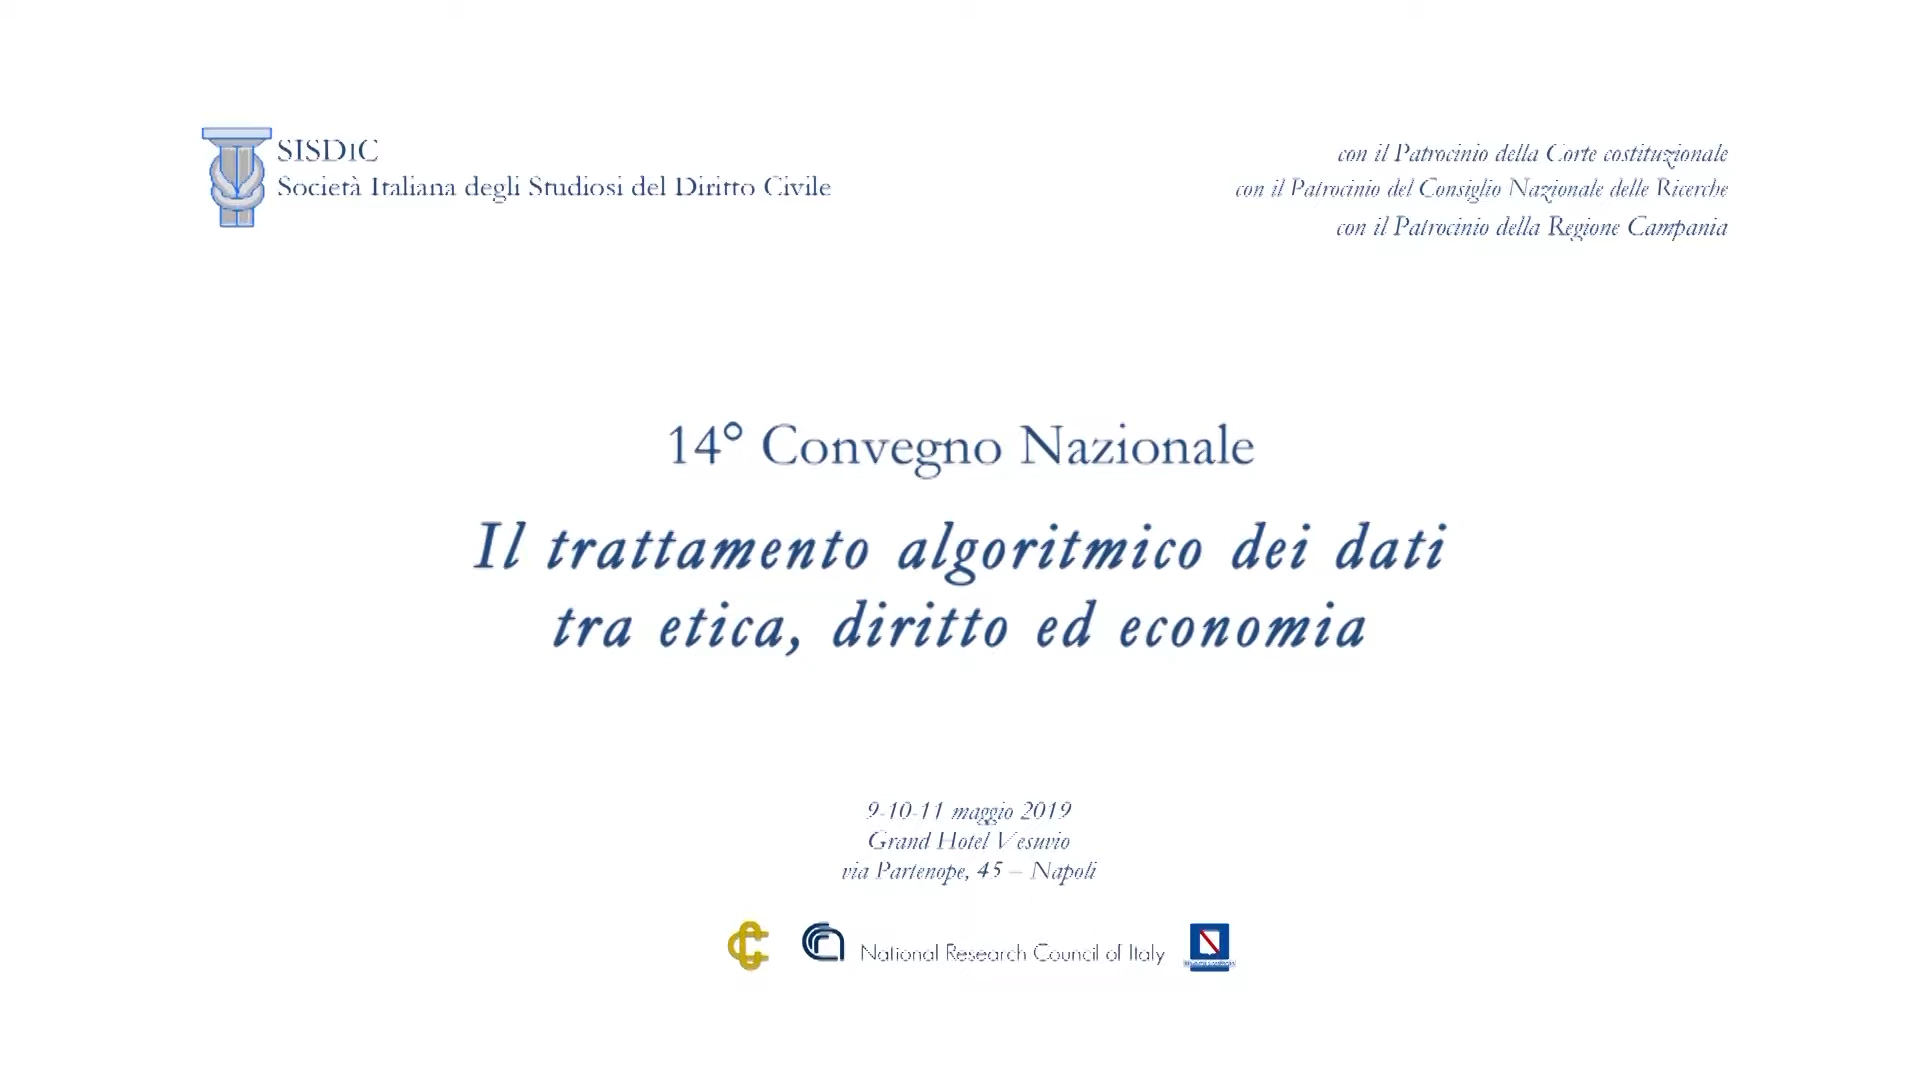 SISDiC
Società Italiana degli Studiosi del Diritto Civile
con il Patrocinio della Corte costituzionale
con il Patrocinio del Consiglio Nazionale delle Ricerche
con il Patrocinio della Regione Campania
14° Convegno Nazionale
Il trattamento algoritmico dei dati
tra etica, diritto ed economia
9-10-11 maggio 2019
Grand Hotel Vesuvio
via Partenope, 45 – Napoli
National Research Council of Italy